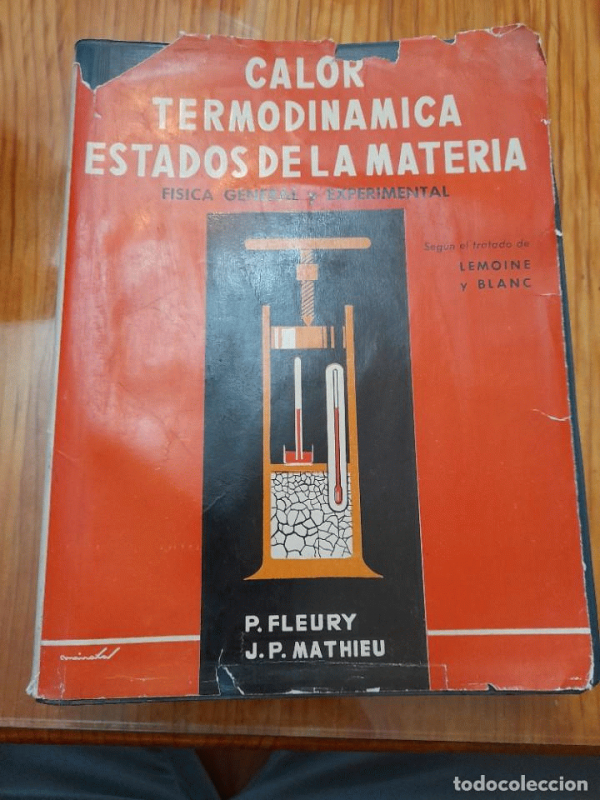 CALOR
TERMODINAMICA
ESTADOS DE LA MATERIA
FISICA GENERAL y EXPERIMENTAL
Según el tratado de
LEMOINE
y BLANC
P. FLEURY
J. P. MATHIEU
todocoleccion